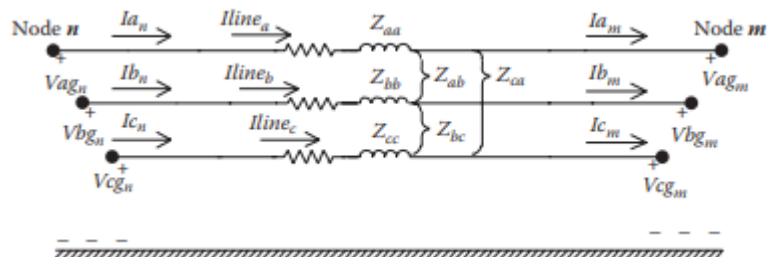 Node n Ia_n Iline_a Z_aa Ia_m Node m
+ +
Vag_n Ib_n Iline_b Z_bb Z_ab Z_ca Ib_m Vag_m
+ +
Vbg_n Ic_n Iline_c Z_cc Z_bc Ic_m Vbg_m
+ +
Vcg_n Vcg_m
– – – – – –